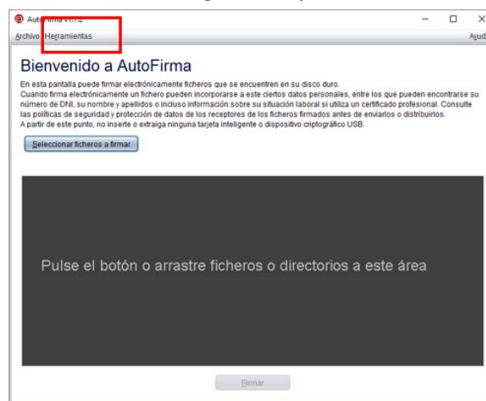 Archivo Herramientas Ayud
Bienvenido a AutoFirma
En esta pantalla puede firmar electrónicamente ficheros que se encuentren en su disco duro.
Cuando firma electrónicamente un fichero pueden incorporarse a este ciertos datos personales, entre los que pueden encontrarse su
número de DNI, su nombre y apellidos o incluso información sobre su situación laboral si utiliza un certificado profesional. Consulte
las políticas de seguridad y protección de datos de los receptores de los ficheros firmados antes de enviarlos o distribuirlos.
A partir de este punto, no inserte o extraiga ninguna tarjeta inteligente o dispositivo criptográfico USB.
Seleccionar ficheros a firmar
Pulse el botón o arrastre ficheros o directorios a este área
Firmar